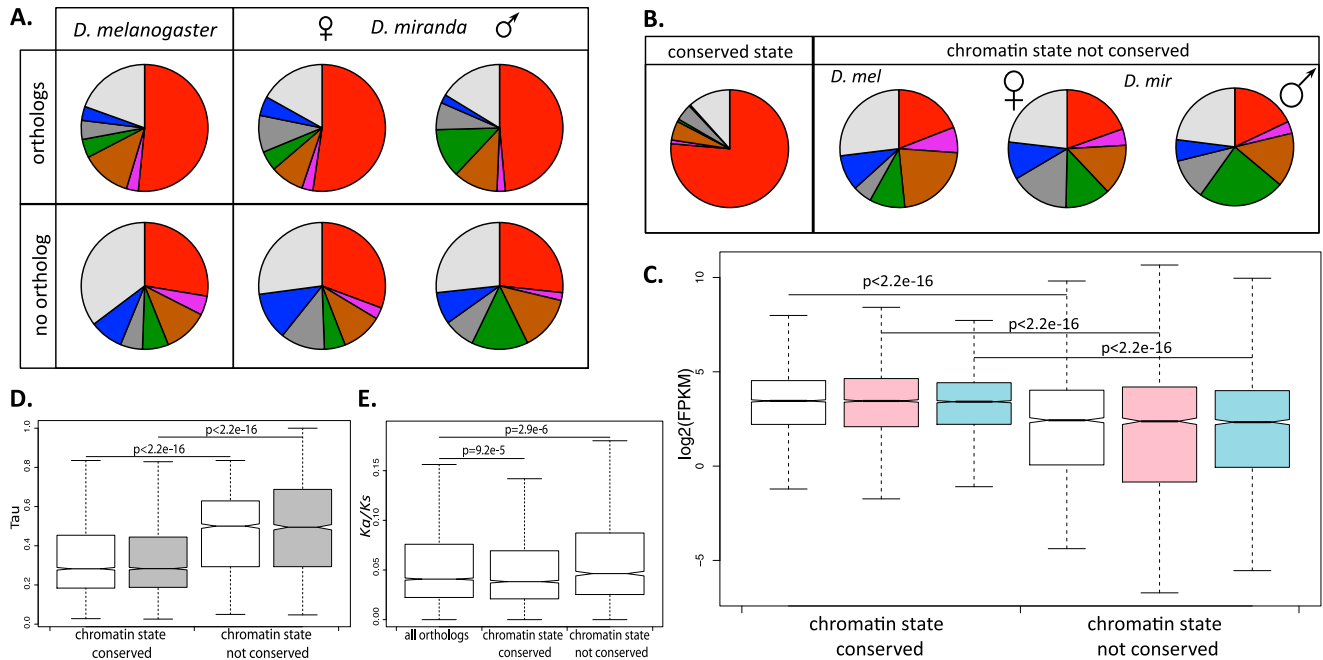 A.
D. melanogaster
♀ D. miranda ♂
orthologs
no ortholog
B.
conserved state
chromatin state not conserved
D. mel
♀ D. mir ♂
C.
p<2.2e-16
p<2.2e-16
p<2.2e-16
log2(FPKM)
10
5
0
−5
chromatin state
conserved
chromatin state
not conserved
D.
p<2.2e-16
p<2.2e-16
Tau
1.0
0.8
0.6
0.4
0.2
0.0
chromatin state
conserved
chromatin state
not conserved
E.
p=2.9e-6
p=9.2e-5
Ka/Ks
0.15
0.10
0.05
0.00
all orthologs
chromatin state
conserved
chromatin state
not conserved